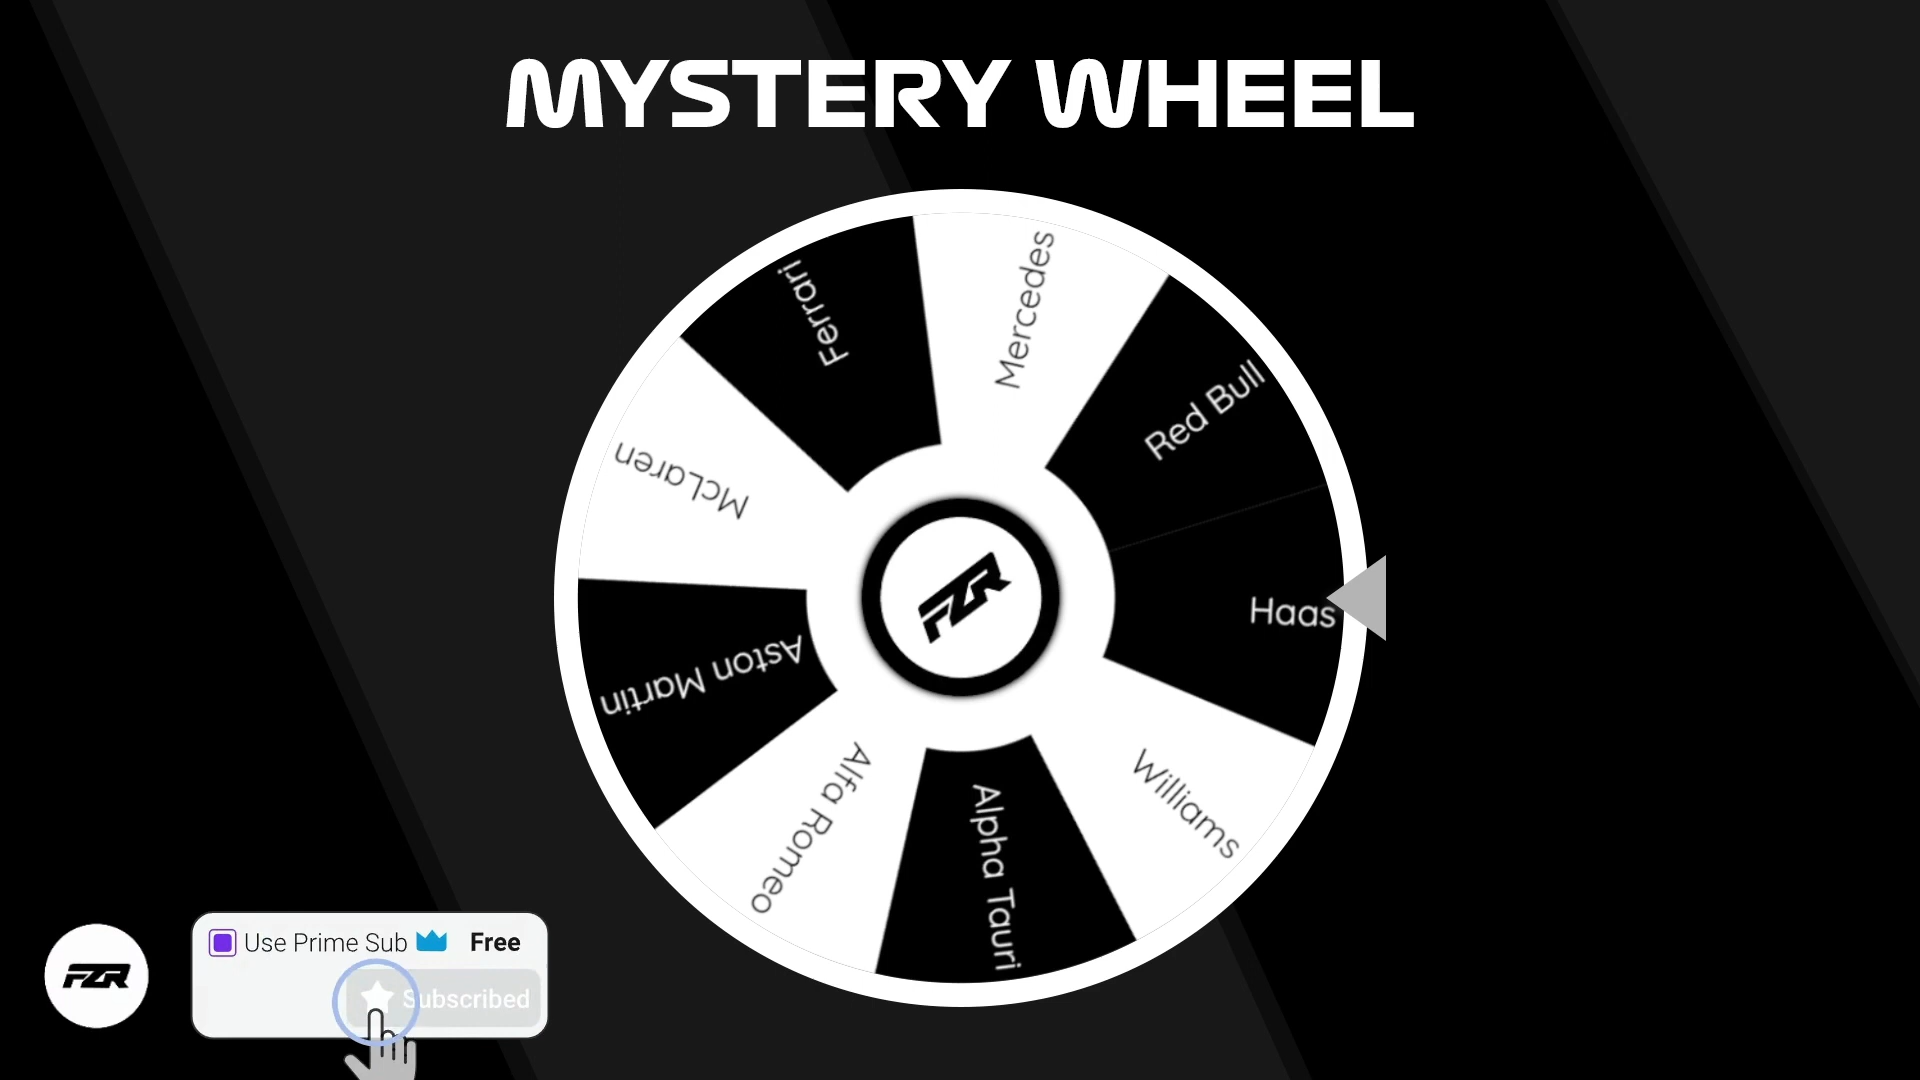 MYSTERY WHEEL
Mercedes
Red Bull
Haas
Williams
Alpha Tauri
Alfa Romeo
Aston Martin
McLaren
Ferrari
FZR
FZR
Use Prime Sub Free
Subscribed